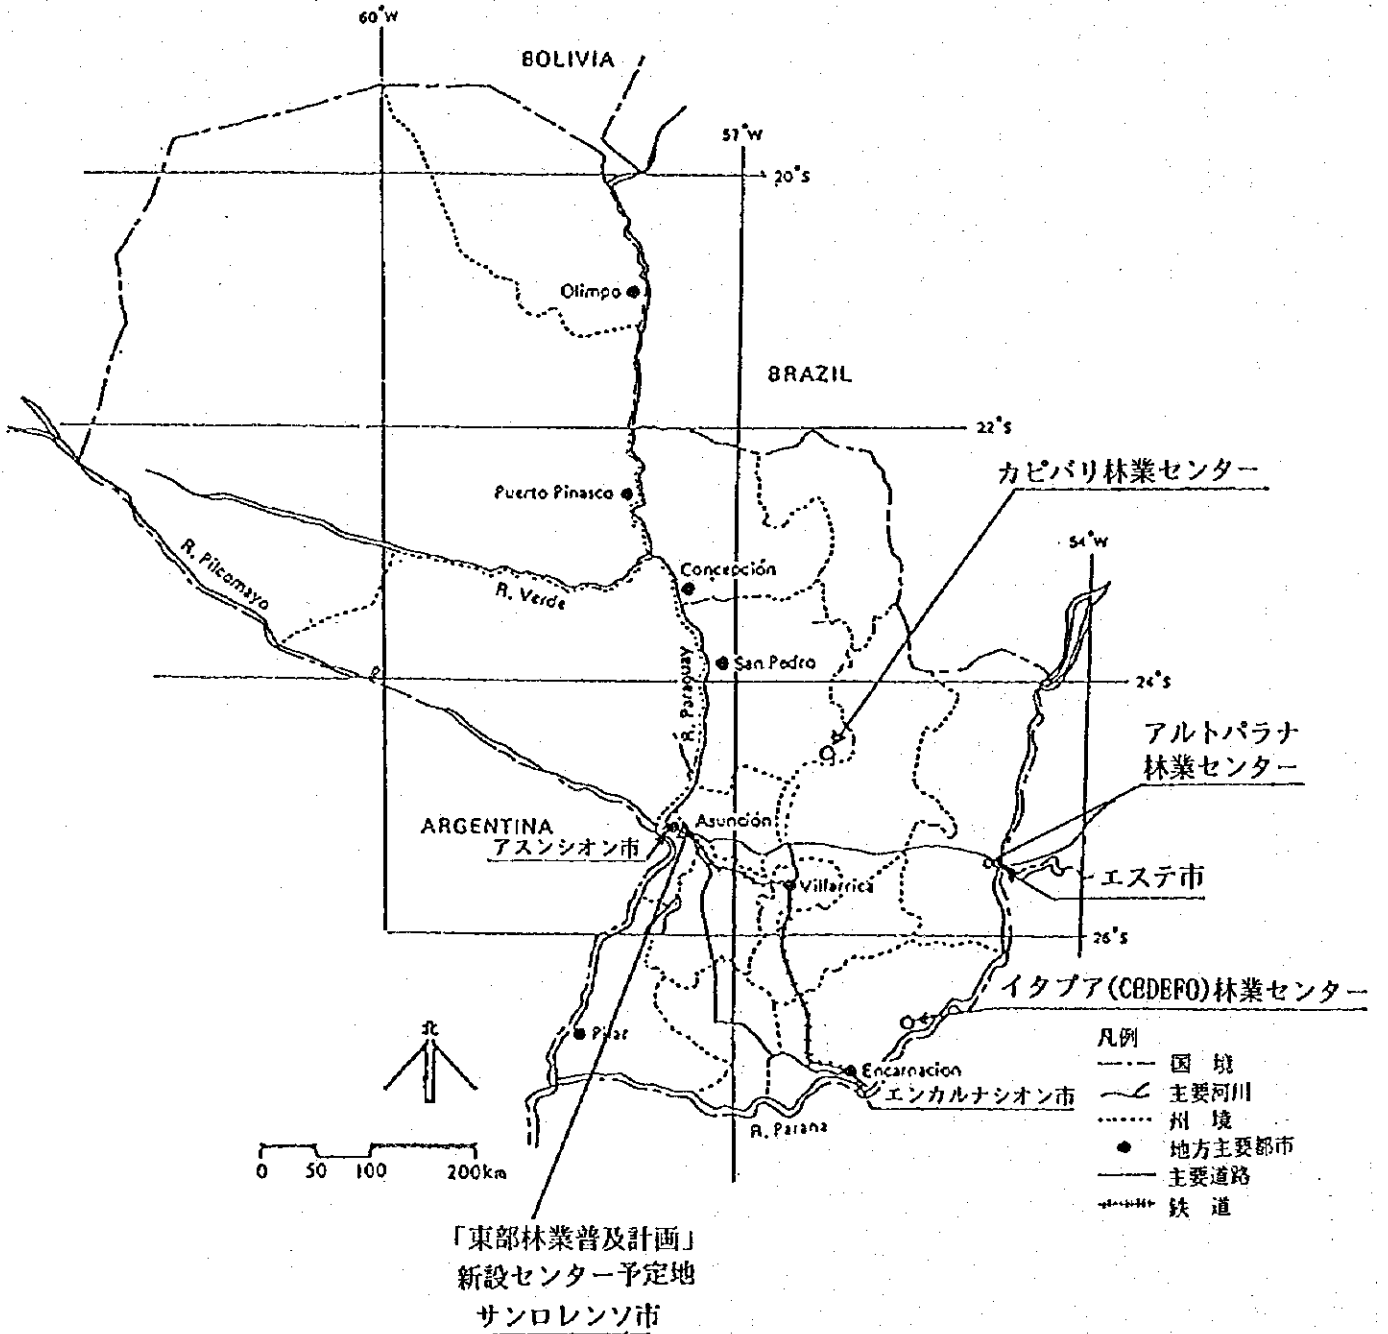 60°W
BOLIVIA
57°W
20°S
Olimpo
BRAZIL
22°S
カピバリ林業センター
Puerto Pinasco
54°W
R. Pilcomayo
Concepción
R. Verde
San Pedro
R. Paraguay
24°S
アルトパラナ
林業センター
ARGENTINA
Asunción
アスンシオン市
Villarrica
エステ市
26°S
イタプア(CEDEFO)林業センター
Pilar
北
凡例
国 境
Encarnacion
エンカルナシオン市
主要河川
R. Parana
州 境
地方主要都市
0 50 100 200km
主要道路
鉄 道
「東部林業普及計画」
新設センター予定地
サンロレンソ市